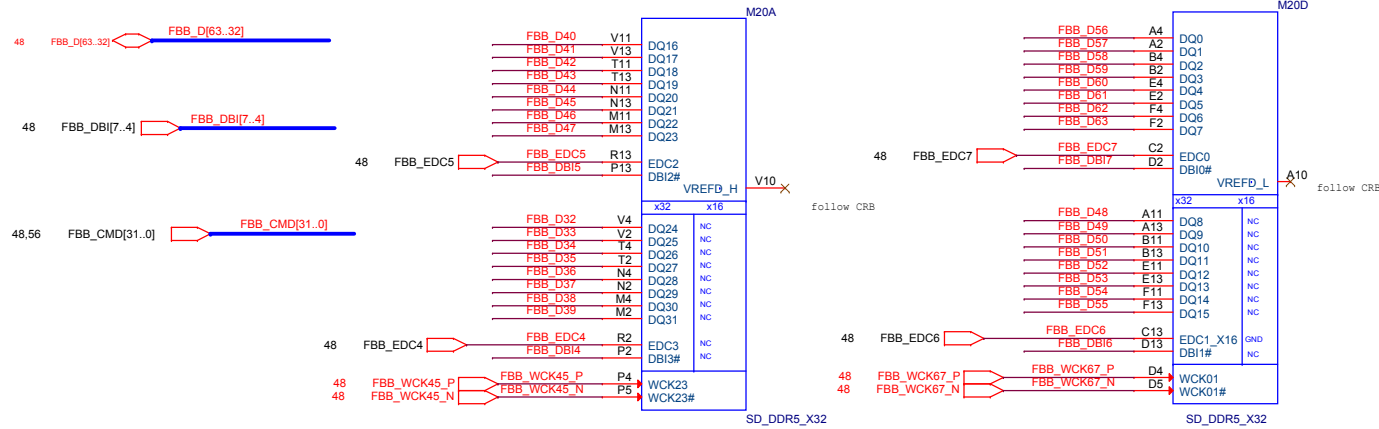 M20A
M20D
48 FBB_D[63..32] FBB_D[63..32]
48 FBB_DBI[7..4] FBB_DBI[7..4]
48,56 FBB_CMD[31..0] FBB_CMD[31..0]
FBB_D40 V11 DQ16
FBB_D41 V13 DQ17
FBB_D42 T11 DQ18
FBB_D43 T13 DQ19
FBB_D44 N11 DQ20
FBB_D45 N13 DQ21
FBB_D46 M11 DQ22
FBB_D47 M13 DQ23
48 FBB_EDC5 FBB_EDC5 R13 EDC2
FBB_DBI5 P13 DBI2#
VREFD_H V10
follow CRB
x32 x16
FBB_D32 V4 DQ24 NC
FBB_D33 V2 DQ25 NC
FBB_D34 T4 DQ26 NC
FBB_D35 T2 DQ27 NC
FBB_D36 N4 DQ28 NC
FBB_D37 N2 DQ29 NC
FBB_D38 M4 DQ30 NC
FBB_D39 M2 DQ31 NC
48 FBB_EDC4 FBB_EDC4 R2 EDC3 NC
FBB_DBI4 P2 DBI3# NC
48 FBB_WCK45_P FBB_WCK45_P P4 WCK23
48 FBB_WCK45_N FBB_WCK45_N P5 WCK23#
SD_DDR5_X32
FBB_D56 A4 DQ0
FBB_D57 A2 DQ1
FBB_D58 B4 DQ2
FBB_D59 B2 DQ3
FBB_D60 E4 DQ4
FBB_D61 E2 DQ5
FBB_D62 F4 DQ6
FBB_D63 F2 DQ7
48 FBB_EDC7 FBB_EDC7 C2 EDC0
FBB_DBI7 D2 DBI0#
VREFD_L A10
follow CRB
x32 x16
FBB_D48 A11 DQ8 NC
FBB_D49 A13 DQ9 NC
FBB_D50 B11 DQ10 NC
FBB_D51 B13 DQ11 NC
FBB_D52 E11 DQ12 NC
FBB_D53 E13 DQ13 NC
FBB_D54 F11 DQ14 NC
FBB_D55 F13 DQ15 NC
48 FBB_EDC6 FBB_EDC6 C13 EDC1_X16 GND
FBB_DBI6 D13 DBI1# NC
48 FBB_WCK67_P FBB_WCK67_P D4 WCK01
48 FBB_WCK67_N FBB_WCK67_N D5 WCK01#
SD_DDR5_X32